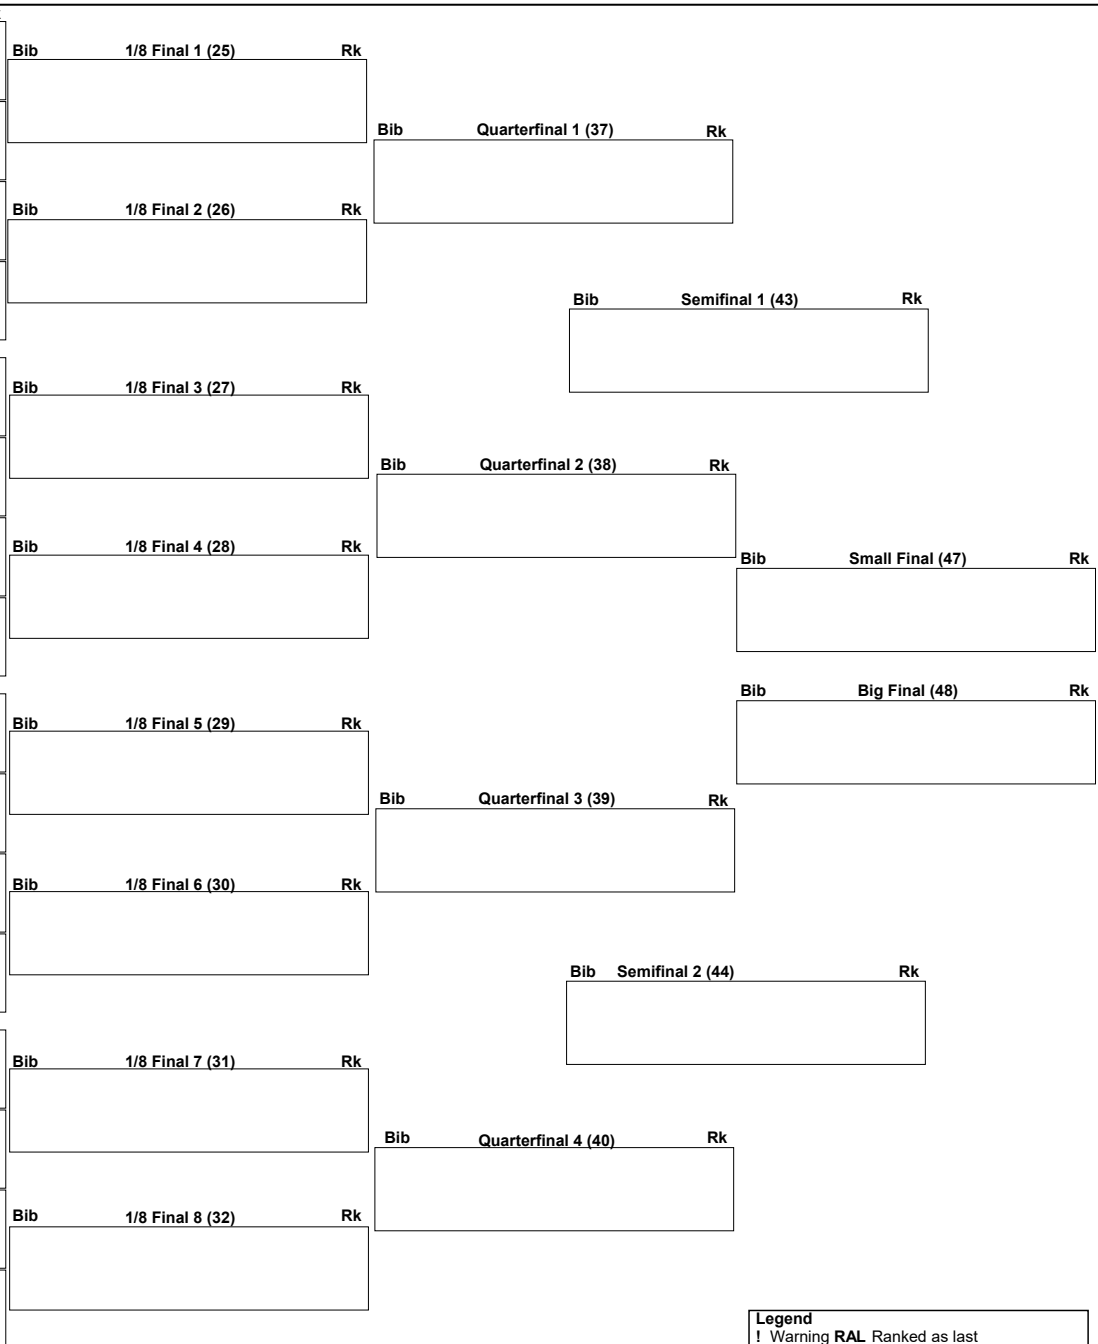 Bib 1/8 Final 1 (25) Rk
Bib Quarterfinal 1 (37) Rk
Bib 1/8 Final 2 (26) Rk
Bib Semifinal 1 (43) Rk
Bib 1/8 Final 3 (27) Rk
Bib Quarterfinal 2 (38) Rk
Bib 1/8 Final 4 (28) Rk
Bib Small Final (47) Rk
Bib Big Final (48) Rk
Bib 1/8 Final 5 (29) Rk
Bib Quarterfinal 3 (39) Rk
Bib 1/8 Final 6 (30) Rk
Bib Semifinal 2 (44) Rk
Bib 1/8 Final 7 (31) Rk
Bib Quarterfinal 4 (40) Rk
Bib 1/8 Final 8 (32) Rk
Legend
! Warning RAL Ranked as last